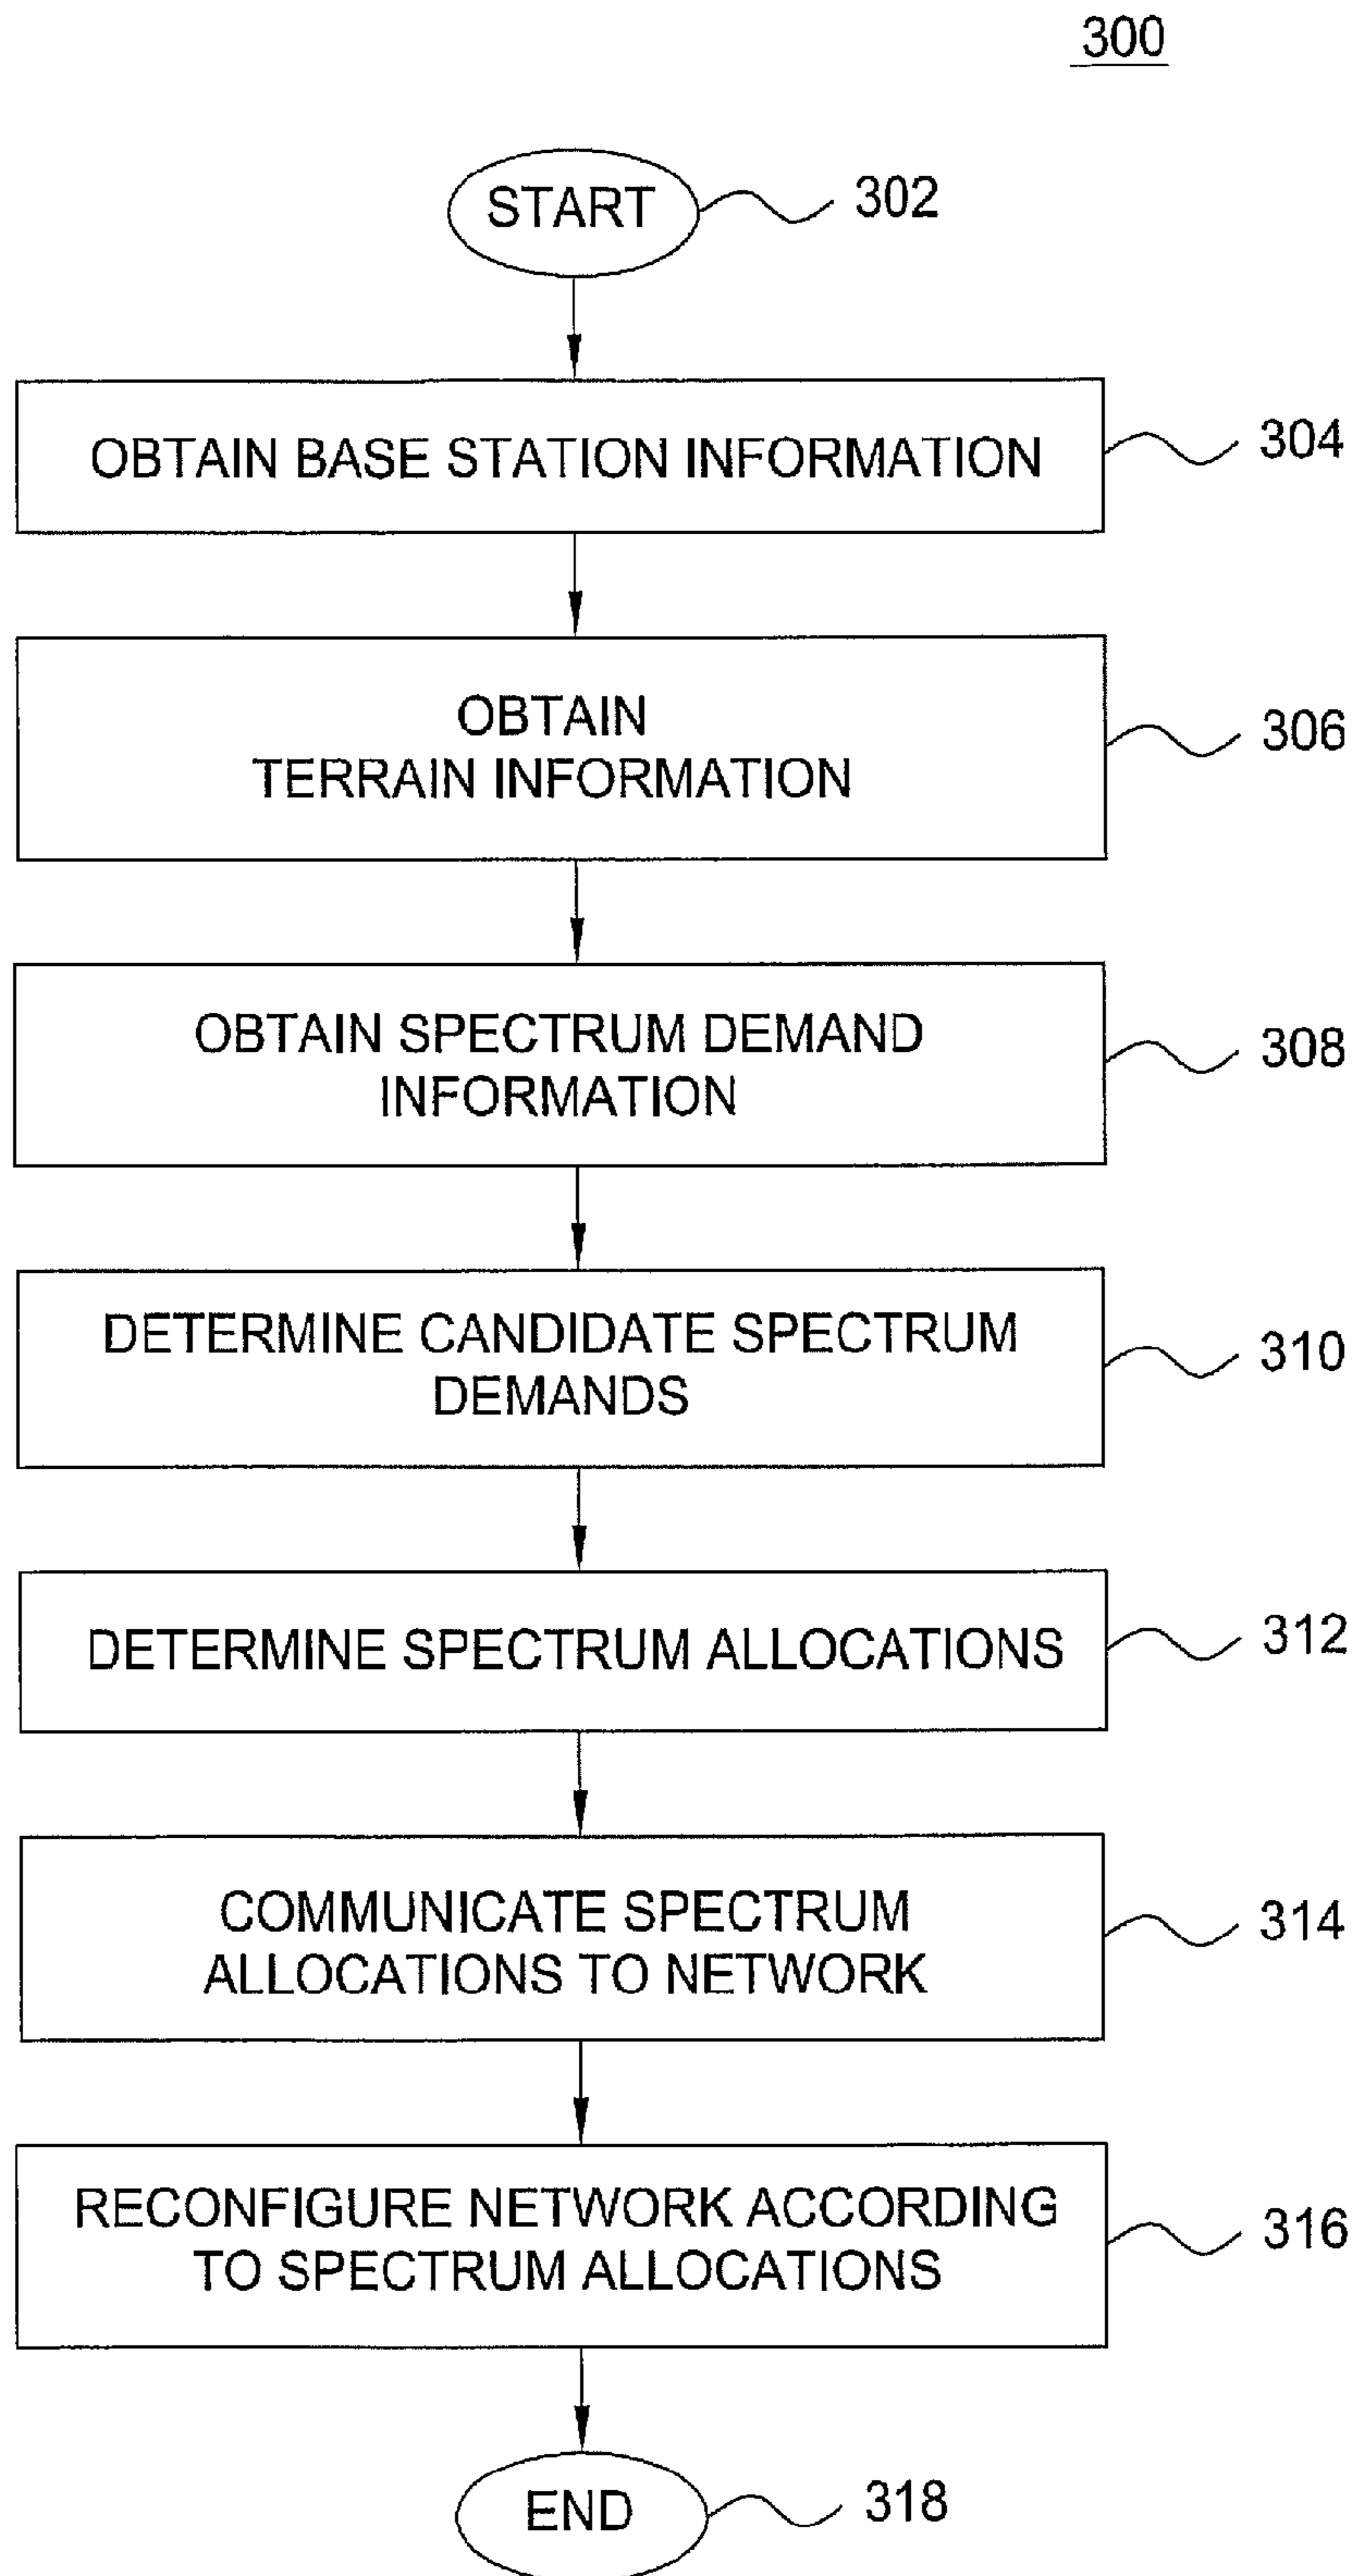 300
START
302
OBTAIN BASE STATION INFORMATION
304
OBTAIN
TERRAIN INFORMATION
306
OBTAIN SPECTRUM DEMAND
INFORMATION
308
DETERMINE CANDIDATE SPECTRUM
DEMANDS
310
DETERMINE SPECTRUM ALLOCATIONS
312
COMMUNICATE SPECTRUM
ALLOCATIONS TO NETWORK
314
RECONFIGURE NETWORK ACCORDING
TO SPECTRUM ALLOCATIONS
316
END
318